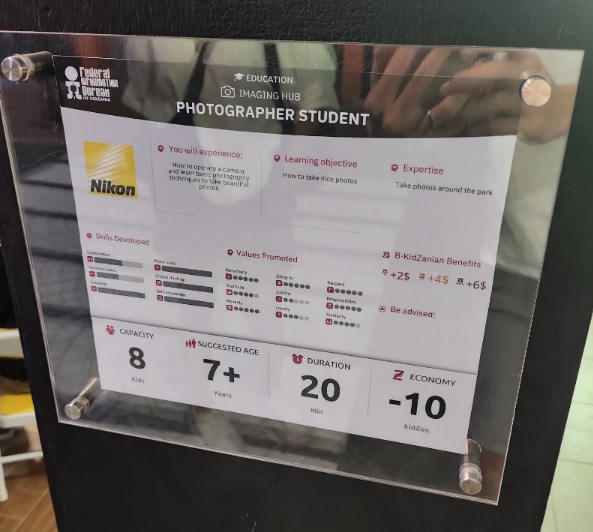 Federal
Information
Bureau
OF KIDZANIA
EDUCATION
IMAGING HUB
PHOTOGRAPHER STUDENT
Nikon
You will experience:
How to operate a camera
and learn basic photography
techniques to take beautiful
photos
Learning objective
How to take nice photos
Expertise
Take photos around the park
Skills Developed
Values Promoted
B-KidZanian Benefits
+2$ +4$ +6$
Be advised:
CAPACITY
8
Kids
SUGGESTED AGE
7+
Years
DURATION
20
Min
ECONOMY
-10
kidZos